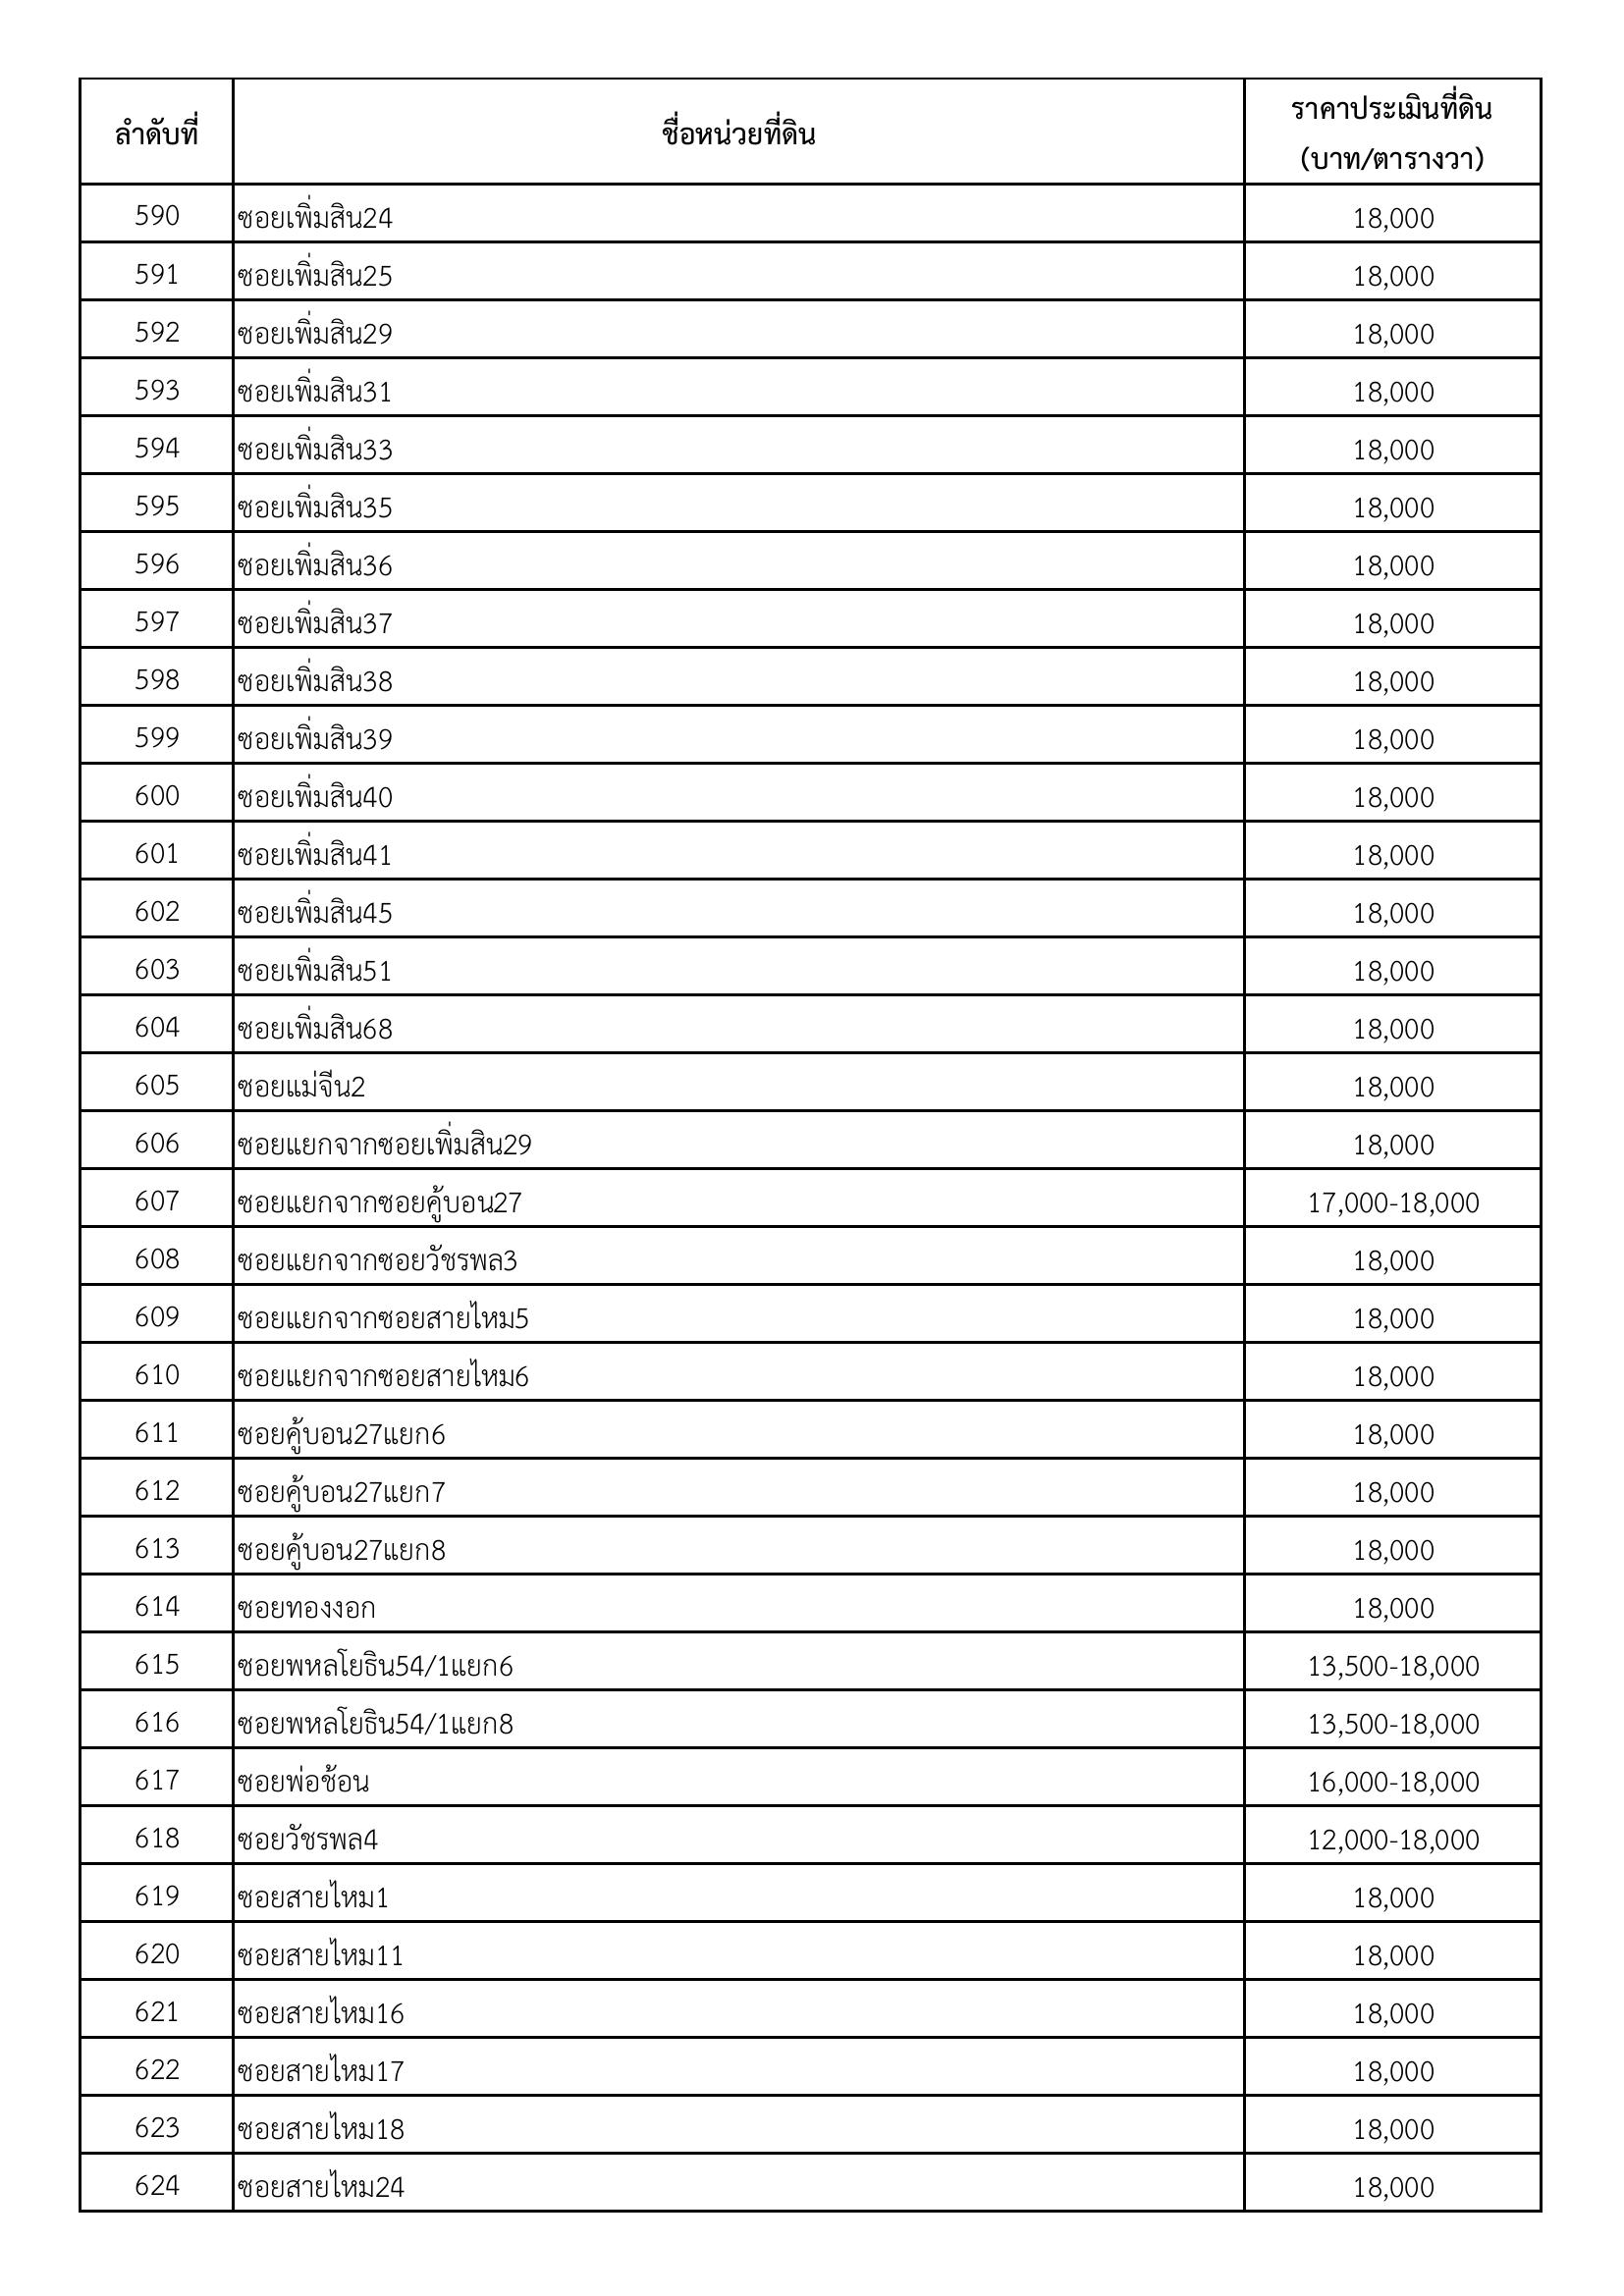 ลำดับที่ ชื่อหน่วยที่ดิน ราคาประเมินที่ดิน
(บาท/ตารางวา)
590 ซอยเพิ่มสิน24 18,000
591 ซอยเพิ่มสิน25 18,000
592 ซอยเพิ่มสิน29 18,000
593 ซอยเพิ่มสิน31 18,000
594 ซอยเพิ่มสิน33 18,000
595 ซอยเพิ่มสิน35 18,000
596 ซอยเพิ่มสิน36 18,000
597 ซอยเพิ่มสิน37 18,000
598 ซอยเพิ่มสิน38 18,000
599 ซอยเพิ่มสิน39 18,000
600 ซอยเพิ่มสิน40 18,000
601 ซอยเพิ่มสิน41 18,000
602 ซอยเพิ่มสิน45 18,000
603 ซอยเพิ่มสิน51 18,000
604 ซอยเพิ่มสิน68 18,000
605 ซอยแม่จีน2 18,000
606 ซอยแยกจากซอยเพิ่มสิน29 18,000
607 ซอยแยกจากซอยคู้บอน27 17,000-18,000
608 ซอยแยกจากซอยวัชรพล3 18,000
609 ซอยแยกจากซอยสายไหม5 18,000
610 ซอยแยกจากซอยสายไหม6 18,000
611 ซอยคู้บอน27แยก6 18,000
612 ซอยคู้บอน27แยก7 18,000
613 ซอยคู้บอน27แยก8 18,000
614 ซอยทองงอก 18,000
615 ซอยพหลโยธิน54/1แยก6 13,500-18,000
616 ซอยพหลโยธิน54/1แยก8 13,500-18,000
617 ซอยพ่อช้อน 16,000-18,000
618 ซอยวัชรพล4 12,000-18,000
619 ซอยสายไหม1 18,000
620 ซอยสายไหม11 18,000
621 ซอยสายไหม16 18,000
622 ซอยสายไหม17 18,000
623 ซอยสายไหม18 18,000
624 ซอยสายไหม24 18,000